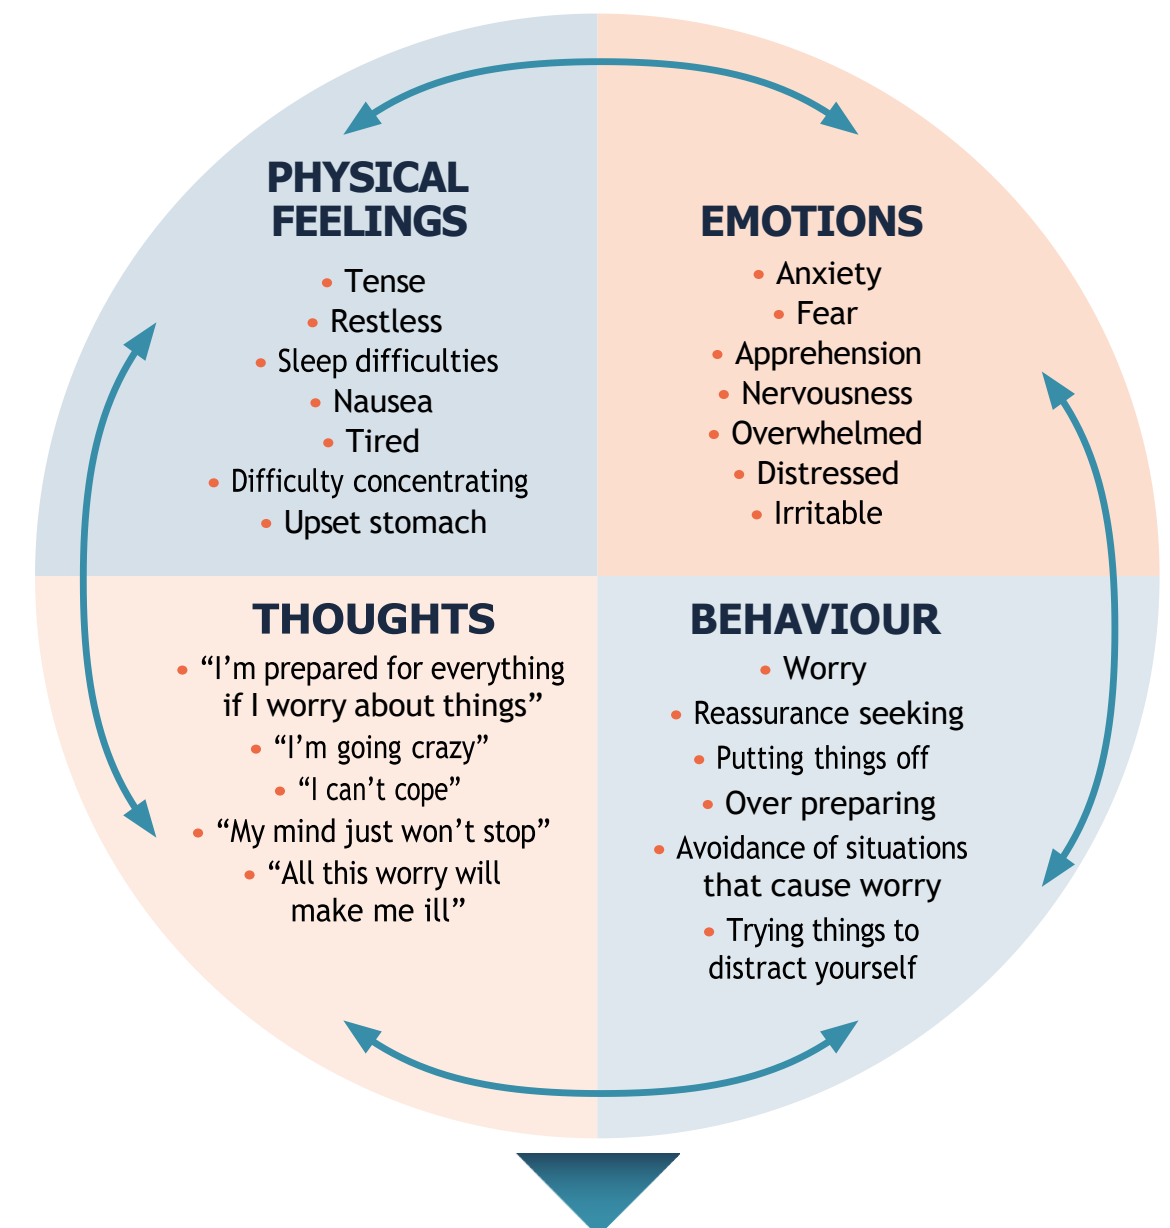 PHYSICAL
FEELINGS
• Tense
• Restless
• Sleep difficulties
• Nausea
• Tired
• Difficulty concentrating
• Upset stomach
EMOTIONS
• Anxiety
• Fear
• Apprehension
• Nervousness
• Overwhelmed
• Distressed
• Irritable
THOUGHTS
• “I’m prepared for everything
if I worry about things”
• “I’m going crazy”
• “I can’t cope”
• “My mind just won’t stop”
• “All this worry will
make me ill”
BEHAVIOUR
• Worry
• Reassurance seeking
• Putting things off
• Over preparing
• Avoidance of situations
that cause worry
• Trying things to
distract yourself